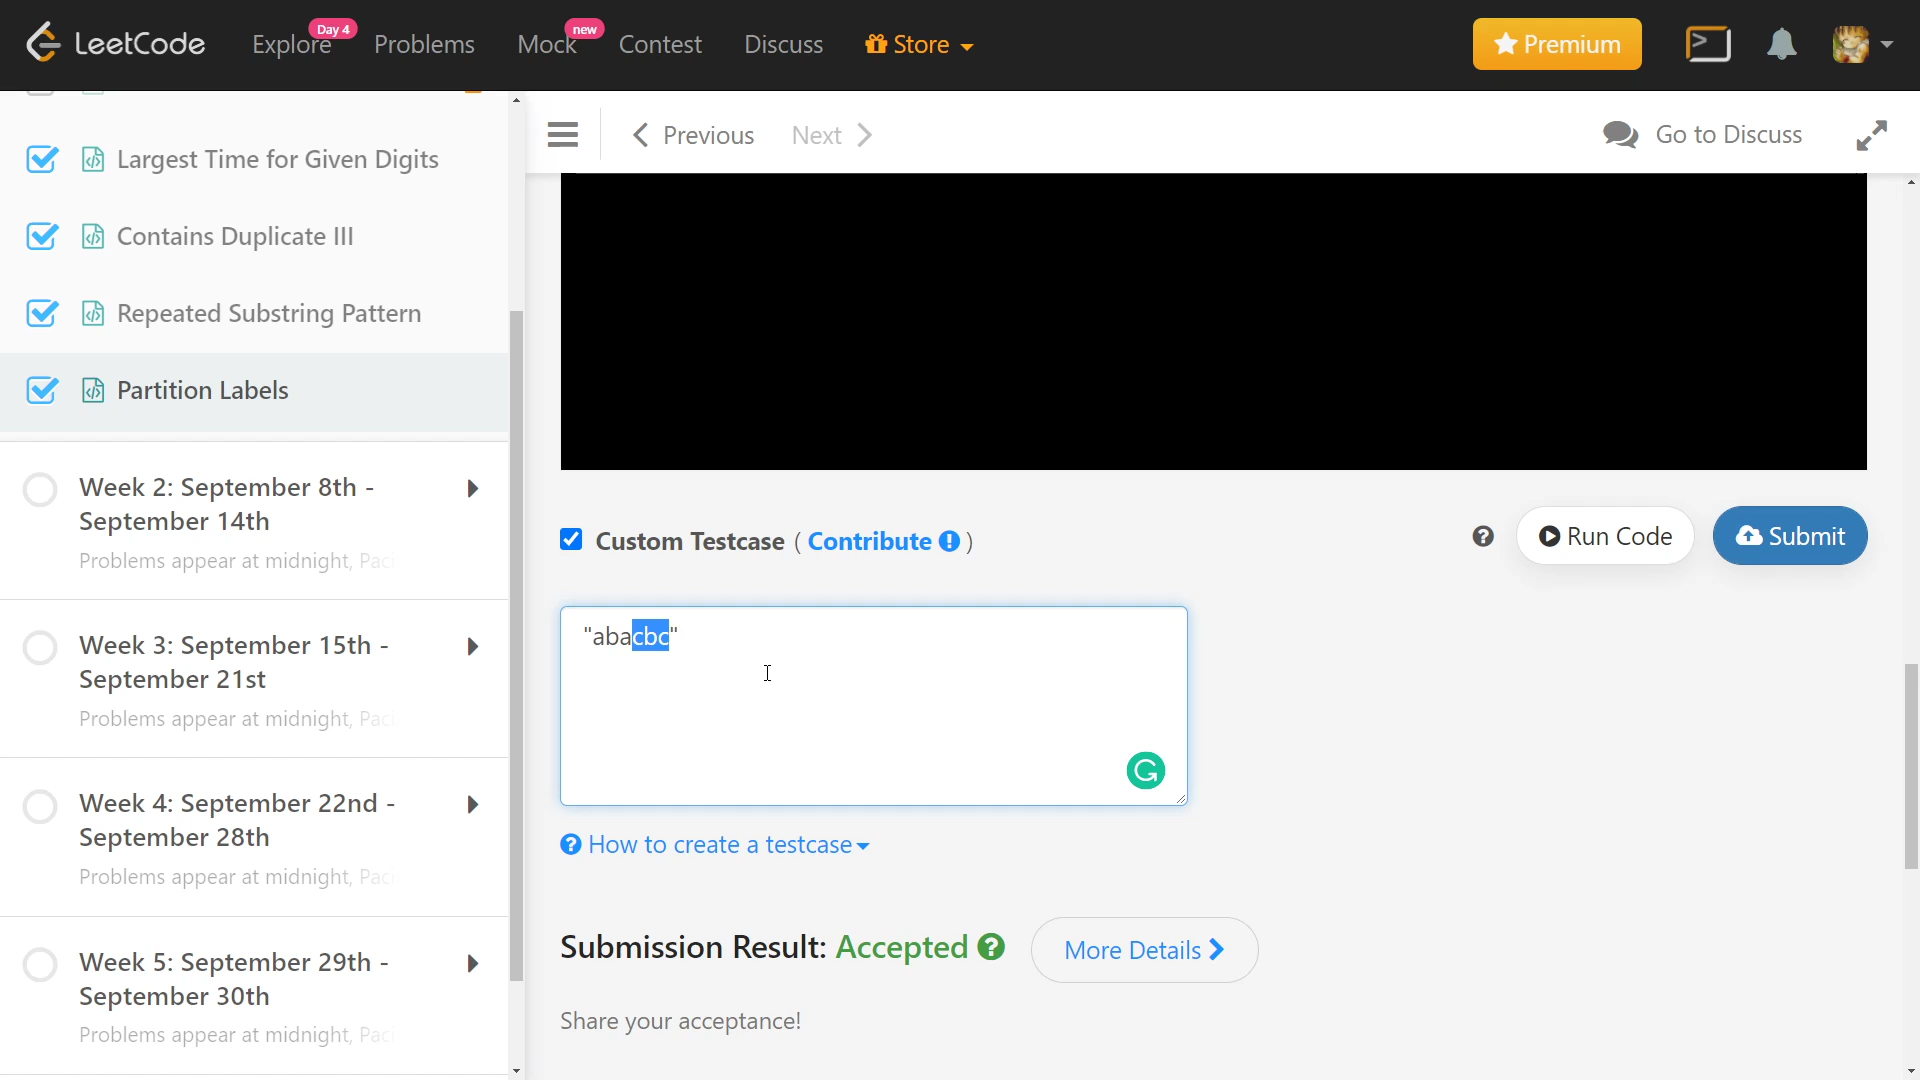 LeetCode
Explore
Day 4
Problems
Mock
new
Contest
Discuss
Store
Premium
Largest Time for Given Digits
Contains Duplicate III
Repeated Substring Pattern
Partition Labels
Week 2: September 8th -
September 14th
Problems appear at midnight, Paci
Week 3: September 15th -
September 21st
Problems appear at midnight, Paci
Week 4: September 22nd -
September 28th
Problems appear at midnight, Paci
Week 5: September 29th -
September 30th
Problems appear at midnight, Paci
Previous
Next
Go to Discuss
Custom Testcase ( Contribute )
Run Code
Submit
"abacbc"
How to create a testcase
Submission Result: Accepted
More Details
Share your acceptance!